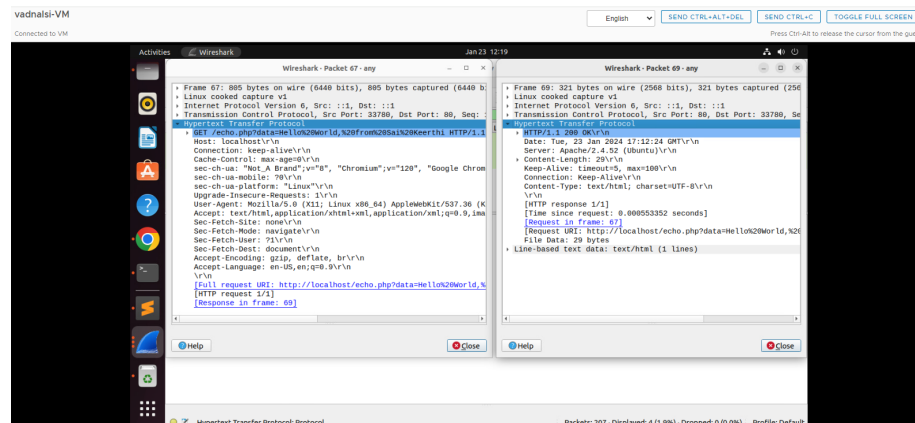 vadnalsi-VM
English
SEND CTRL+ALT+DEL
SEND CTRL+C
TOGGLE FULL SCREEN
Connected to VM
Press Ctrl-Alt to release the cursor from the gue
Activities
Wireshark
Jan 23 12:19
Wireshark · Packet 67 · any
Frame 67: 805 bytes on wire (6440 bits), 805 bytes captured (6440 b
Linux cooked capture v1
Internet Protocol Version 6, Src: ::1, Dst: ::1
Transmission Control Protocol, Src Port: 33780, Dst Port: 80, Seq:
Hypertext Transfer Protocol
GET /echo.php?data=Hello%20World,%20from%20Sai%20Keerthi HTTP/1.1
Host: localhost\r\n
Connection: keep-alive\r\n
Cache-Control: max-age=0\r\n
sec-ch-ua: "Not_A Brand";v="8", "Chromium";v="120", "Google Chrom
sec-ch-ua-mobile: ?0\r\n
sec-ch-ua-platform: "Linux"\r\n
Upgrade-Insecure-Requests: 1\r\n
User-Agent: Mozilla/5.0 (X11; Linux x86_64) AppleWebKit/537.36 (K
Accept: text/html,application/xhtml+xml,application/xml;q=0.9,ima
Sec-Fetch-Site: none\r\n
Sec-Fetch-Mode: navigate\r\n
Sec-Fetch-User: ?1\r\n
Sec-Fetch-Dest: document\r\n
Accept-Encoding: gzip, deflate, br\r\n
Accept-Language: en-US,en;q=0.9\r\n
\r\n
[Full request URI: http://localhost/echo.php?data=Hello%20World,%
[HTTP request 1/1]
[Response in frame: 69]
Help
Close
Wireshark · Packet 69 · any
Frame 69: 321 bytes on wire (2568 bits), 321 bytes captured (256
Linux cooked capture v1
Internet Protocol Version 6, Src: ::1, Dst: ::1
Transmission Control Protocol, Src Port: 80, Dst Port: 33780, Se
Hypertext Transfer Protocol
HTTP/1.1 200 OK\r\n
Date: Tue, 23 Jan 2024 17:12:24 GMT\r\n
Server: Apache/2.4.52 (Ubuntu)\r\n
Content-Length: 29\r\n
Keep-Alive: timeout=5, max=100\r\n
Connection: Keep-Alive\r\n
Content-Type: text/html; charset=UTF-8\r\n
\r\n
[HTTP response 1/1]
[Time since request: 0.000553352 seconds]
[Request in frame: 67]
[Request URI: http://localhost/echo.php?data=Hello%20World,%2
File Data: 29 bytes
Line-based text data: text/html (1 lines)
Help
Close
Hypertext Transfer Protocol: Protocol
Packets: 207 · Displayed: 4 (1.9%) · Dropped: 0 (0.0%)
Profile: Default